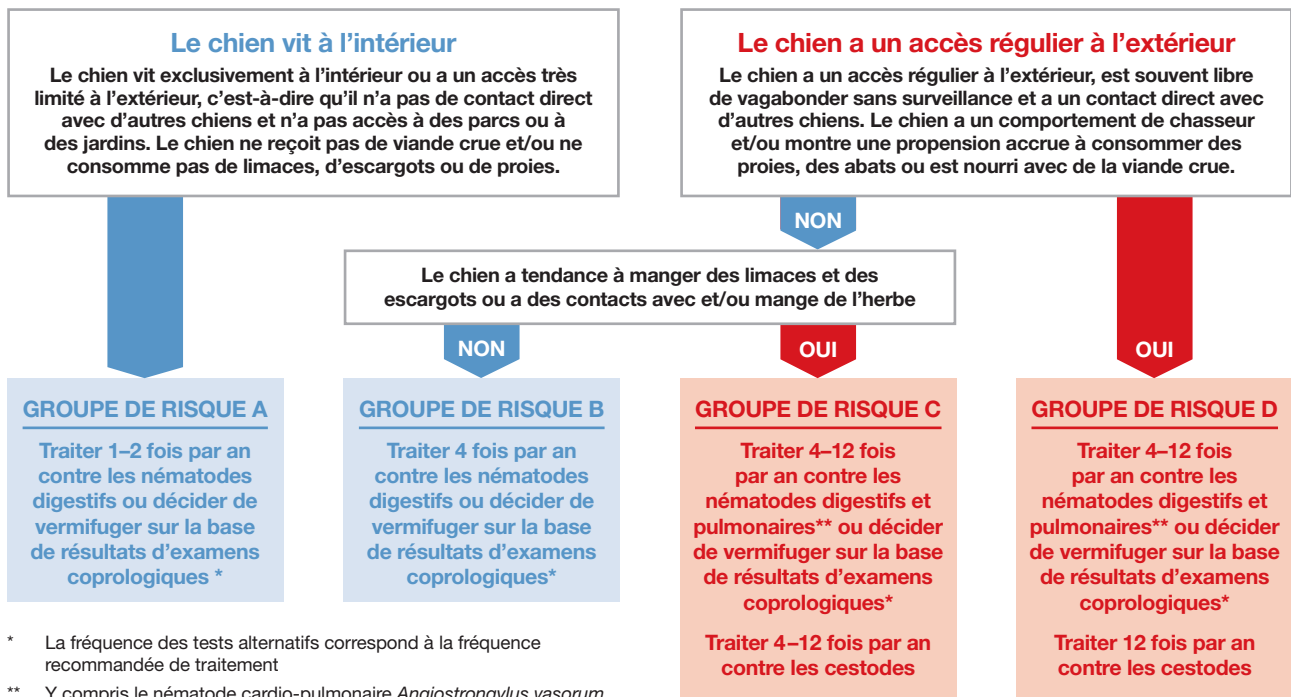 Le chien vit à l'intérieur
Le chien vit exclusivement à l'intérieur ou a un accès très
limité à l'extérieur, c'est-à-dire qu'il n'a pas de contact direct
avec d'autres chiens et n'a pas accès à des parcs ou à
des jardins. Le chien ne reçoit pas de viande crue et/ou ne
consomme pas de limaces, d'escargots ou de proies.
Le chien a un accès régulier à l'extérieur
Le chien a un accès régulier à l'extérieur, est souvent libre
de vagabonder sans surveillance et a un contact direct avec
d'autres chiens. Le chien a un comportement de chasseur
et/ou montre une propension accrue à consommer des
proies, des abats ou est nourri avec de la viande crue.
NON
Le chien a tendance à manger des limaces et des
escargots ou a des contacts avec et/ou mange de l'herbe
NON
OUI
OUI
GROUPE DE RISQUE A
Traiter 1–2 fois par an
contre les nématodes
digestifs ou décider de
vermifuger sur la base
de résultats d'examens
coprologiques *
GROUPE DE RISQUE B
Traiter 4 fois par an
contre les nématodes
digestifs ou décider de
vermifuger sur la base
de résultats d'examens
coprologiques*
GROUPE DE RISQUE C
Traiter 4–12 fois
par an contre les
nématodes digestifs et
pulmonaires** ou décider
de vermifuger sur la base
de résultats d'examens
coprologiques*
Traiter 4–12 fois par an
contre les cestodes
GROUPE DE RISQUE D
Traiter 4–12 fois
par an contre les
nématodes digestifs et
pulmonaires** ou décider
de vermifuger sur la base
de résultats d'examens
coprologiques*
Traiter 12 fois par an
contre les cestodes
* La fréquence des tests alternatifs correspond à la fréquence
recommandée de traitement
** Y compris le nématode cardio-pulmonaire Angiostrongylus vasorum